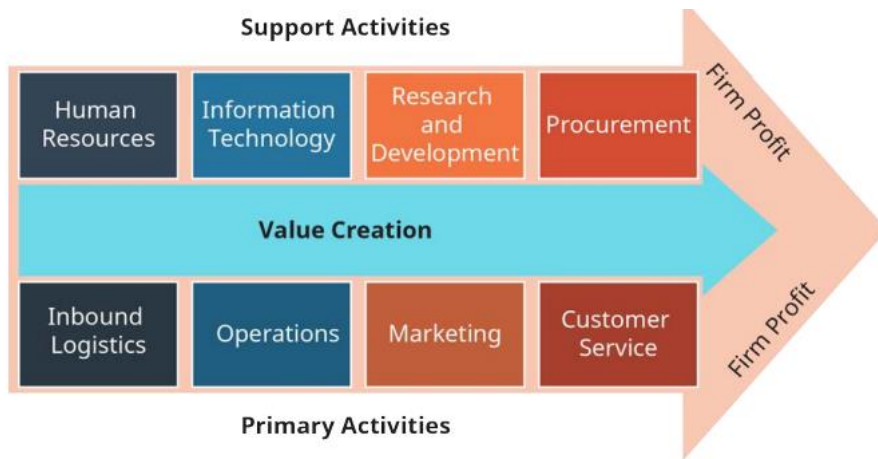 Support Activities
Human
Resources
Information
Technology
Research
and
Development
Procurement
Firm Profit
Value Creation
Inbound
Logistics
Operations
Marketing
Customer
Service
Firm Profit
Primary Activities